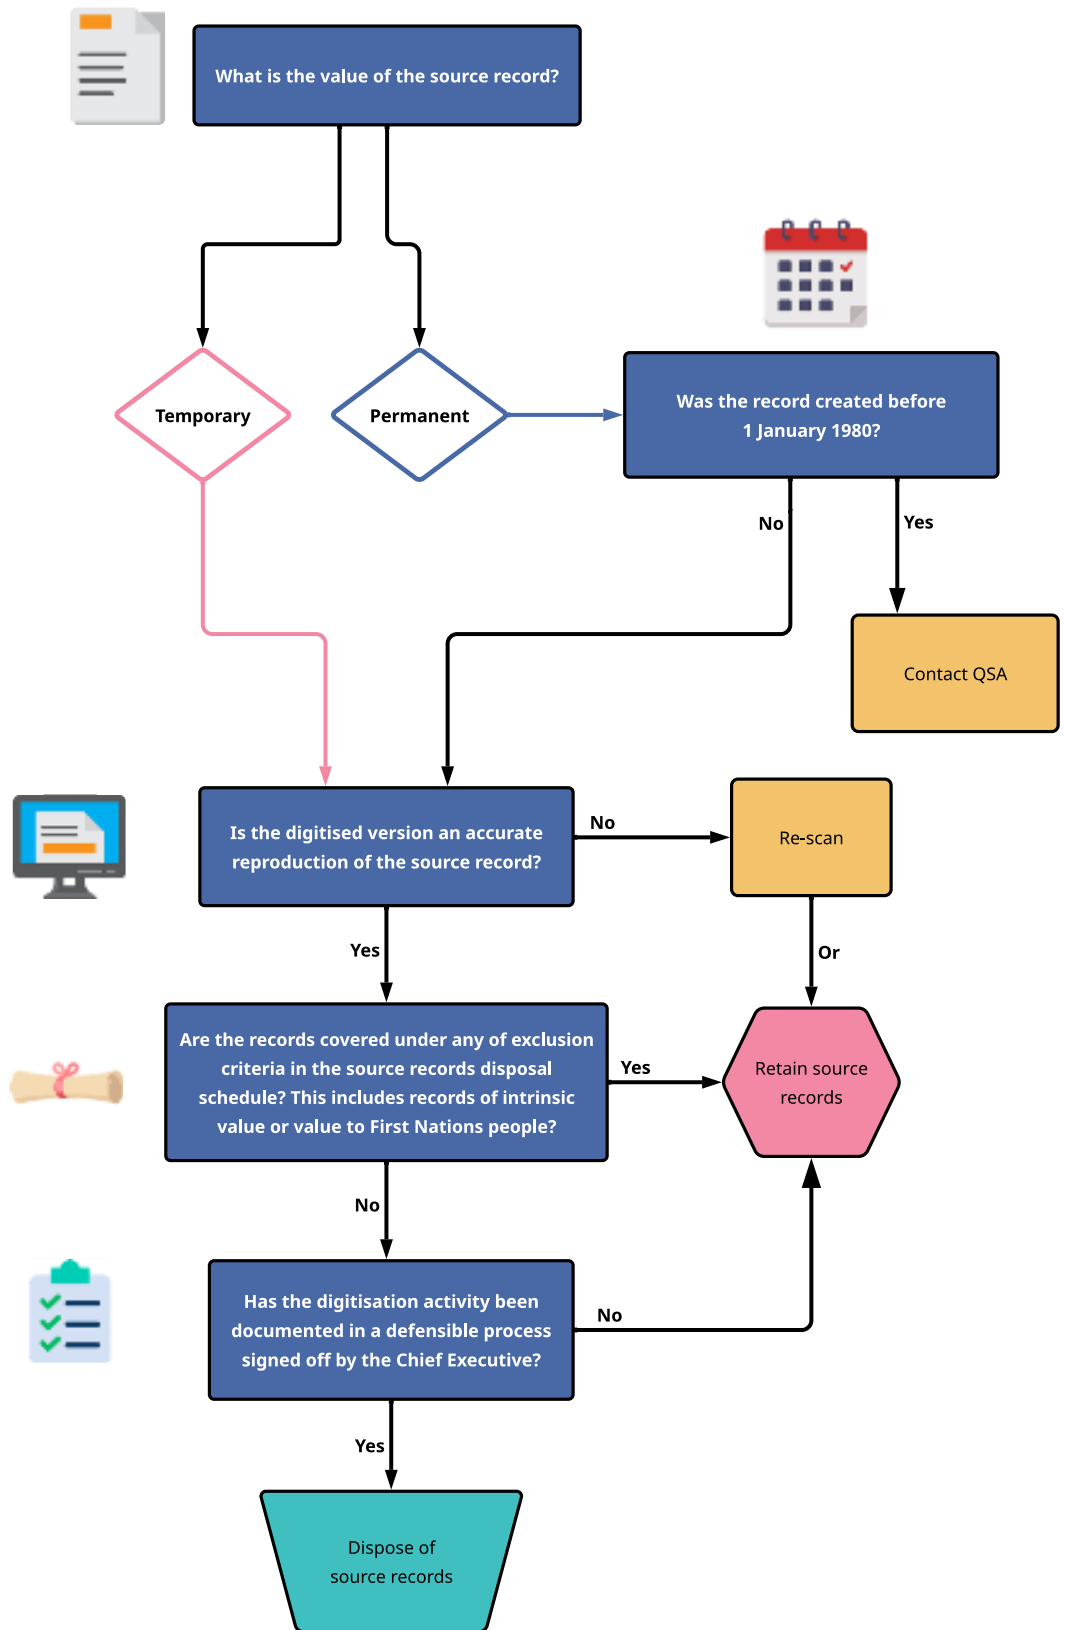 What is the value of the source record?
Temporary
Permanent
Was the record created before
1 January 1980?
No
Yes
Contact QSA
Is the digitised version an accurate
reproduction of the source record?
No
Re-scan
Yes
Or
Are the records covered under any of exclusion
criteria in the source records disposal
schedule? This includes records of intrinsic
value or value to First Nations people?
Yes
Retain source
records
No
Has the digitisation activity been
documented in a defensible process
signed off by the Chief Executive?
No
Yes
Dispose of
source records